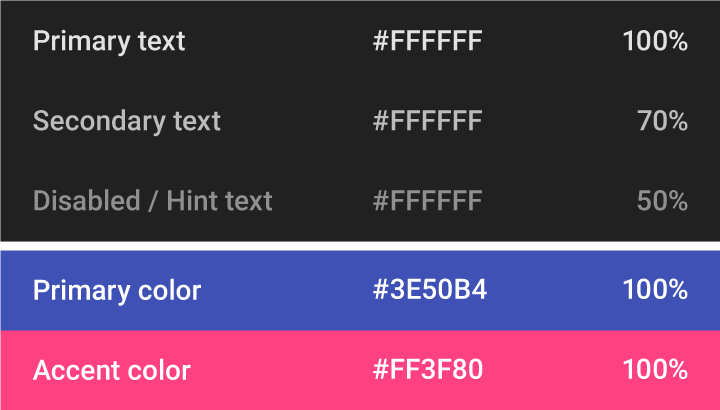 Primary text #FFFFFF 100%
Secondary text #FFFFFF 70%
Disabled / Hint text #FFFFFF 50%
Primary color #3E50B4 100%
Accent color #FF3F80 100%